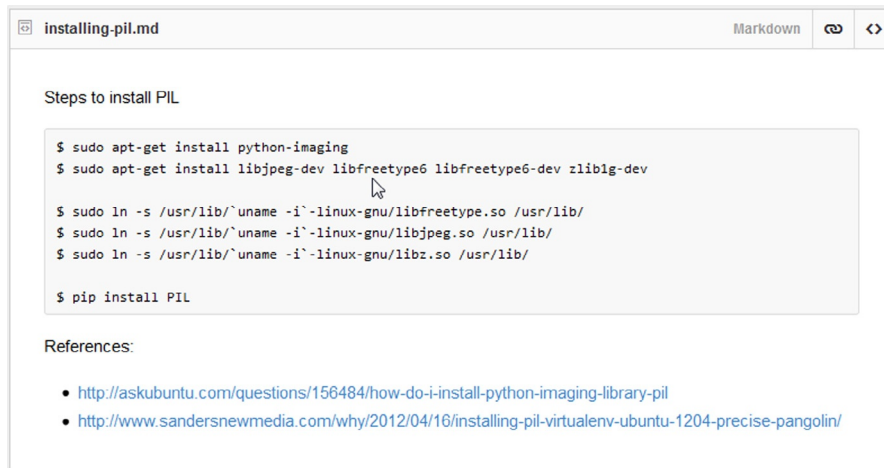 installing-pil.md
Markdown
Steps to install PIL
$ sudo apt-get install python-imaging
$ sudo apt-get install libjpeg-dev libfreetype6 libfreetype6-dev zlib1g-dev
$ sudo ln -s /usr/lib/`uname -i`-linux-gnu/libfreetype.so /usr/lib/
$ sudo ln -s /usr/lib/`uname -i`-linux-gnu/libjpeg.so /usr/lib/
$ sudo ln -s /usr/lib/`uname -i`-linux-gnu/libz.so /usr/lib/
$ pip install PIL
References:
• http://askubuntu.com/questions/156484/how-do-i-install-python-imaging-library-pil
• http://www.sandersnewmedia.com/why/2012/04/16/installing-pil-virtualenv-ubuntu-1204-precise-pangolin/